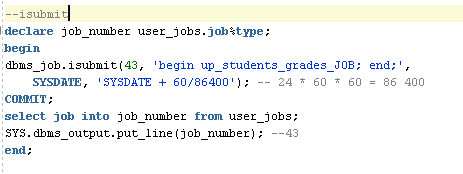 --isubmit
declare job_number user_jobs.job%type;
begin
dbms_job.isubmit(43, 'begin up_students_grades_JOB; end;',
SYSDATE, 'SYSDATE + 60/86400'); -- 24 * 60 * 60 = 86 400
COMMIT;
select job into job_number from user_jobs;
SYS.dbms_output.put_line(job_number); --43
end;